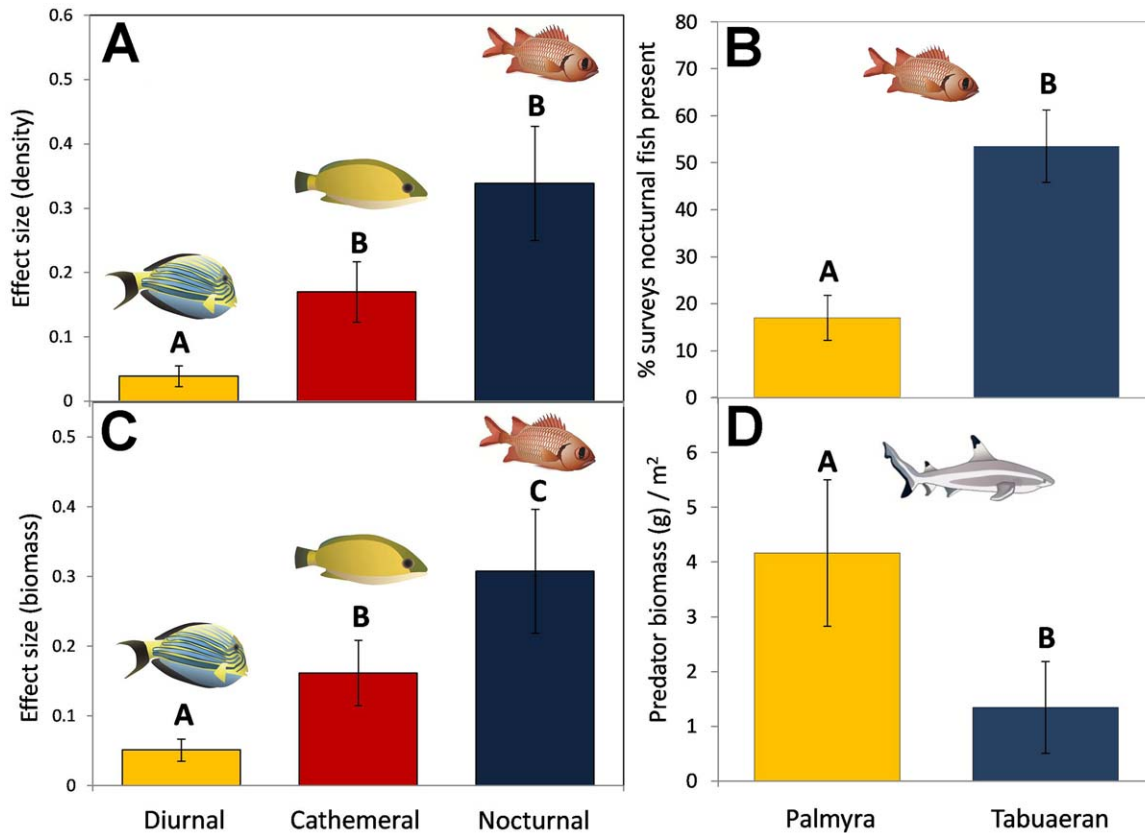 A
Effect size (density)
0.6
0.5
0.4
0.3
0.2
0.1
0
A
B
B
B
% surveys nocturnal fish present
80
70
60
50
40
30
20
10
0
A
B
C
Effect size (biomass)
0.5
0.4
0.3
0.2
0.1
0
A
B
C
Diurnal Cathemeral Nocturnal
D
Predator biomass (g) / m²
6
5
4
3
2
1
0
A
B
Palmyra Tabuaeran